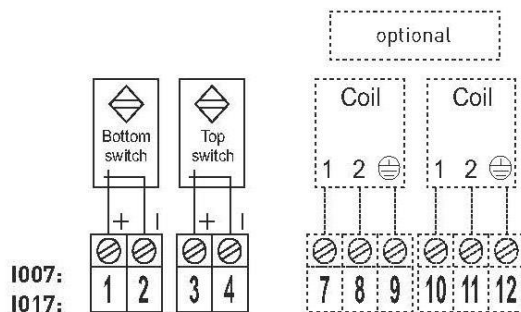 optional
Coil Coil
Bottom switch Top switch
1 2 1 2
+ − + −
I007: 1 2 3 4 7 8 9 10 11 12
I017: